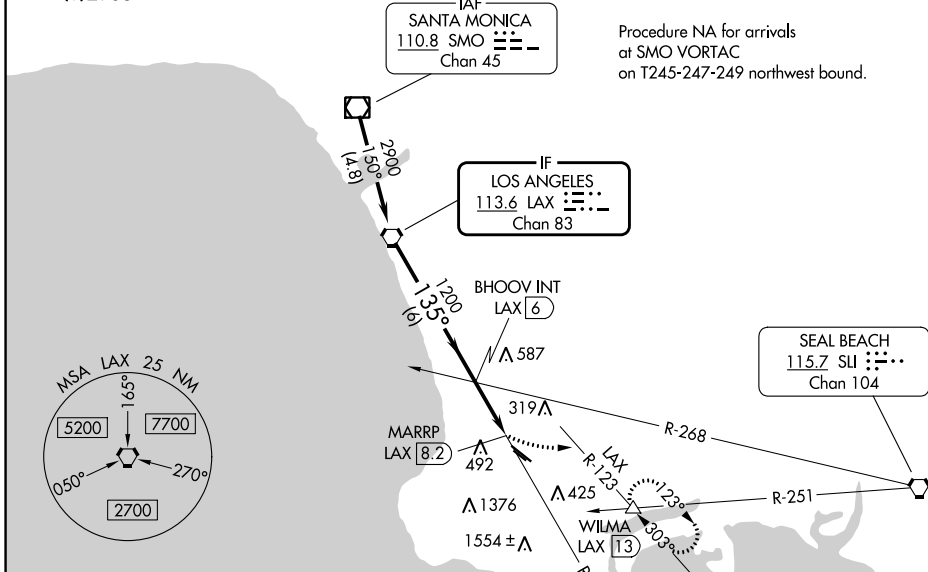 IAF
SANTA MONICA
110.8 SMO
Chan 45
Procedure NA for arrivals
at SMO VORTAC
on T245-247-249 northwest bound.
2900
150°
(4.8)
IF
LOS ANGELES
113.6 LAX
Chan 83
1200
135°
(6)
BHOOV INT
LAX 6
587
SEAL BEACH
115.7 SLI
Chan 104
MSA LAX 25 NM
165°
5200
7700
050°
270°
2700
319
R-268
MARRP
LAX 8.2
492
LAX
R-123
425
123°
R-251
1376
WILMA
LAX 13
303°
1554 ±